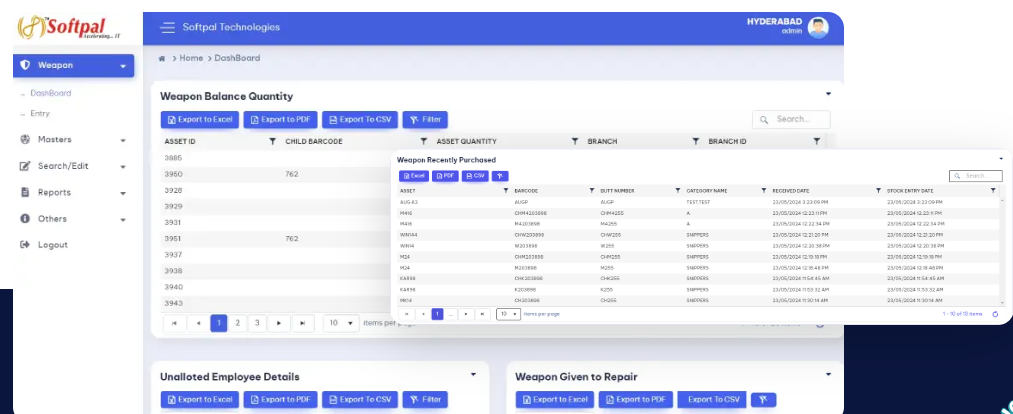 Softpal
Accelerating... IT
Softpal Technologies
HYDERABAD
admin
Weapon
DashBoard
Entry
Masters
Search/Edit
Reports
Others
Logout
> Home > DashBoard
Weapon Balance Quantity
Export to Excel Export to PDF Export To CSV Filter
Search...
ASSET ID CHILD BARCODE ASSET QUANTITY BRANCH BRANCH ID
3885
3950 762
3928
3929
3931
3951 762
3937
3938
3940
3943
1 2 3 10 items per
Weapon Recently Purchased
Excel PDF CSV
Search...
ASSET BARCODE BUTT NUMBER CATEGORY NAME RECEIVED DATE STOCK ENTRY DATE
AUG A3 AUGP AUGP TEST TEST 23/05/2024 3:23:09 PM 23/05/2024 3:23:09 PM
M416 CHM4203898 CHM4255 A 23/05/2024 12:23:11 PM 23/05/2024 12:23:11 PM
M416 M4203898 M4255 A 23/05/2024 12:22:34 PM 23/05/2024 12:22:34 PM
WIN144 CHW203898 CHW255 SNIPPERS 23/05/2024 12:21:20 PM 23/05/2024 12:21:20 PM
WIN14 W203898 W255 SNIPPERS 23/05/2024 12:20:38 PM 23/05/2024 12:20:38 PM
M24 CHM203898 CHM255 SNIPPERS 23/05/2024 12:19:18 PM 23/05/2024 12:19:18 PM
M24 M203898 M255 SNIPPERS 23/05/2024 12:18:48 PM 23/05/2024 12:18:48 PM
KAR98 CHK203898 CHK255 SNIPPERS 23/05/2024 11:54:45 AM 23/05/2024 11:54:45 AM
KAR98 K203898 K255 SNIPPERS 23/05/2024 11:53:32 AM 23/05/2024 11:53:32 AM
MK14 CH203898 CH255 SNIPPERS 23/05/2024 11:30:14 AM 23/05/2024 11:30:14 AM
1 ... 10 items per page 1 - 10 of 13 items
Unalloted Employee Details
Export to Excel Export to PDF Export To CSV Filter
Weapon Given to Repair
Export to Excel Export to PDF Export To CSV